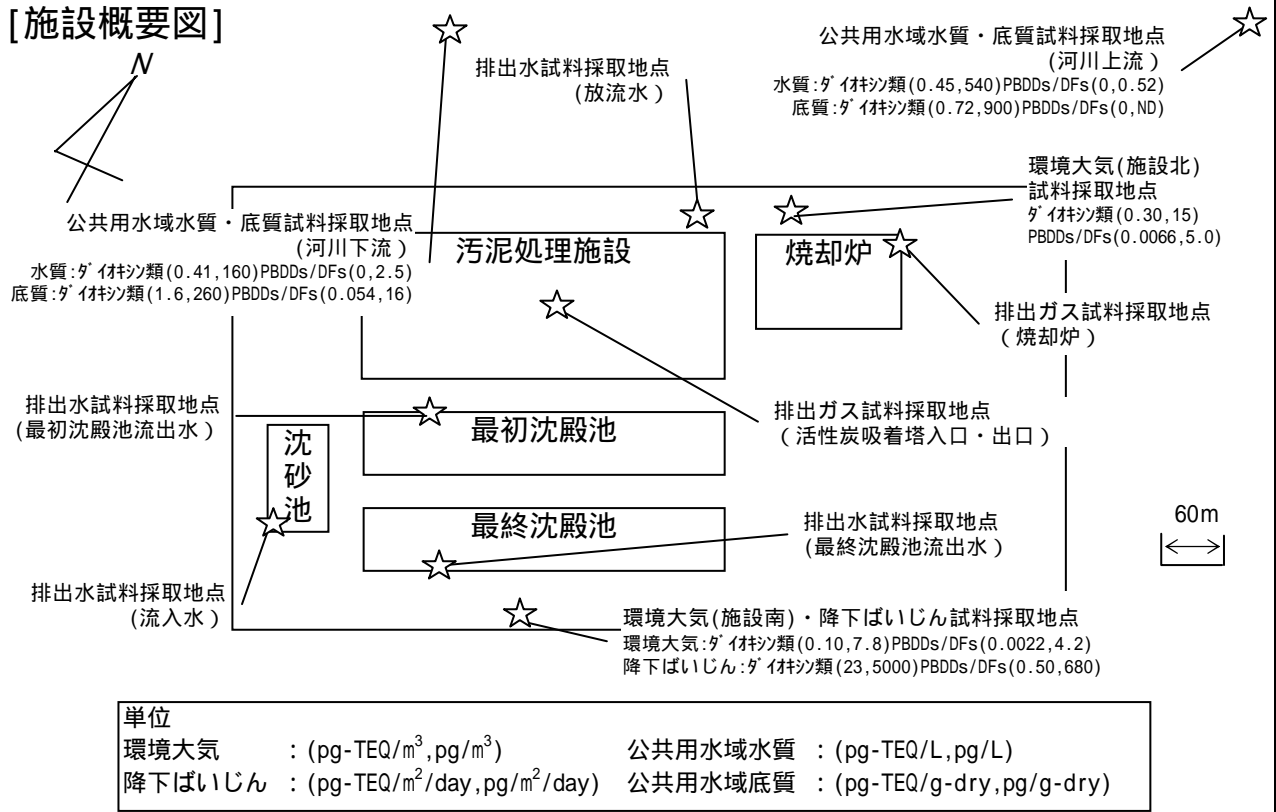 [施設概要図]
N
排出水試料採取地点
(放流水)
公共用水域水質・底質試料採取地点
(河川上流)
水質:ダイオキシン類(0.45,540)PBDDs/DFs(0,0.52)
底質:ダイオキシン類(0.72,900)PBDDs/DFs(0,ND)
環境大気(施設北)
試料採取地点
ダイオキシン類(0.30,15)
PBDDs/DFs(0.0066,5.0)
公共用水域水質・底質試料採取地点
(河川下流)
水質:ダイオキシン類(0.41,160)PBDDs/DFs(0,2.5)
底質:ダイオキシン類(1.6,260)PBDDs/DFs(0.054,16)
汚泥処理施設
焼却炉
排出ガス試料採取地点
(焼却炉)
排出水試料採取地点
(最初沈殿池流出水)
沈砂池
最初沈殿池
排出ガス試料採取地点
(活性炭吸着塔入口・出口)
最終沈殿池
排出水試料採取地点
(最終沈殿池流出水)
60m
排出水試料採取地点
(流入水)
環境大気(施設南)・降下ばいじん試料採取地点
環境大気:ダイオキシン類(0.10,7.8)PBDDs/DFs(0.0022,4.2)
降下ばいじん:ダイオキシン類(23,5000)PBDDs/DFs(0.50,680)
単位
環境大気 :(pg-TEQ/m³,pg/m³) 公共用水域水質 :(pg-TEQ/L,pg/L)
降下ばいじん :(pg-TEQ/m²/day,pg/m²/day) 公共用水域底質 :(pg-TEQ/g-dry,pg/g-dry)